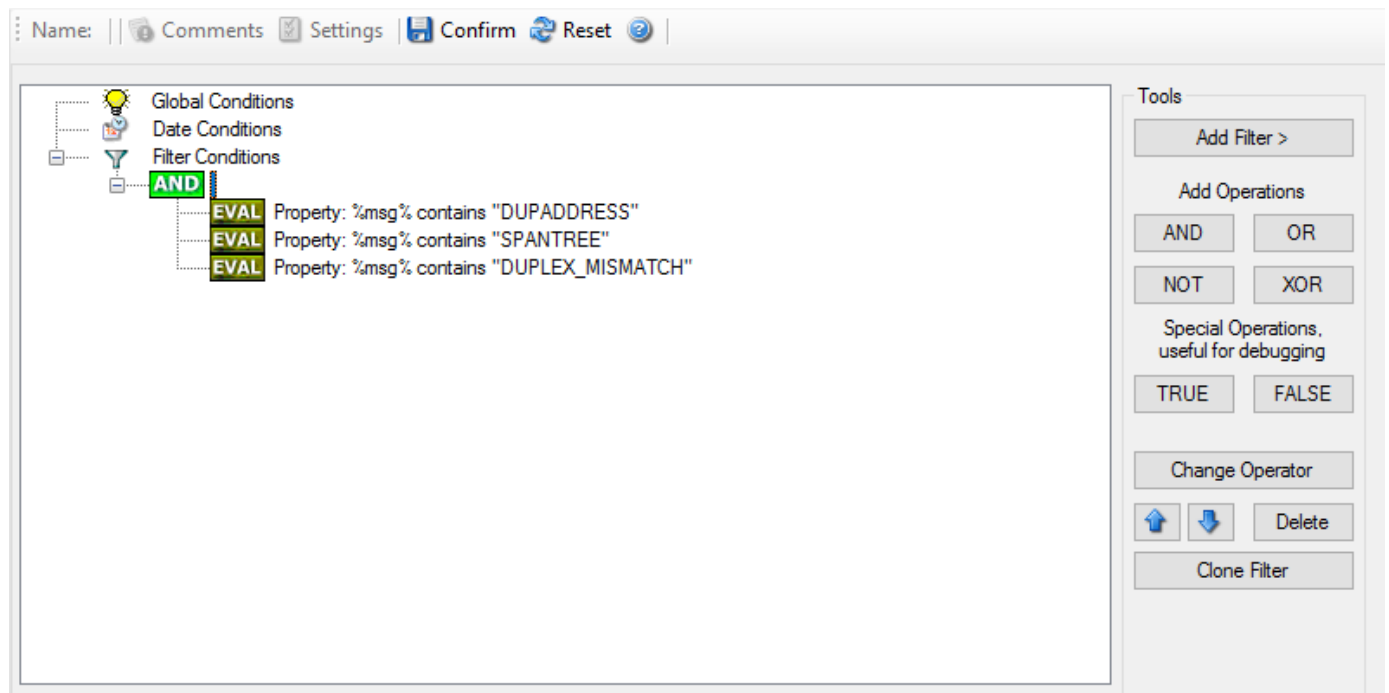 Name: Comments Settings Confirm Reset
Global Conditions
Date Conditions
Filter Conditions
AND
EVAL Property: %msg% contains "DUPADDRESS"
EVAL Property: %msg% contains "SPANTREE"
EVAL Property: %msg% contains "DUPLEX_MISMATCH"
Tools
Add Filter >
Add Operations
AND OR
NOT XOR
Special Operations,
useful for debugging
TRUE FALSE
Change Operator
Delete
Clone Filter